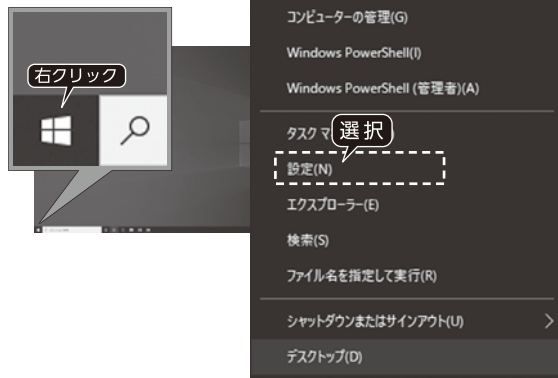 右クリック
コンピューターの管理(G)
Windows PowerShell(I)
Windows PowerShell (管理者)(A)
タスク マ
選択
設定(N)
エクスプローラー(E)
検索(S)
ファイル名を指定して実行(R)
シャットダウンまたはサインアウト(U)
デスクトップ(D)